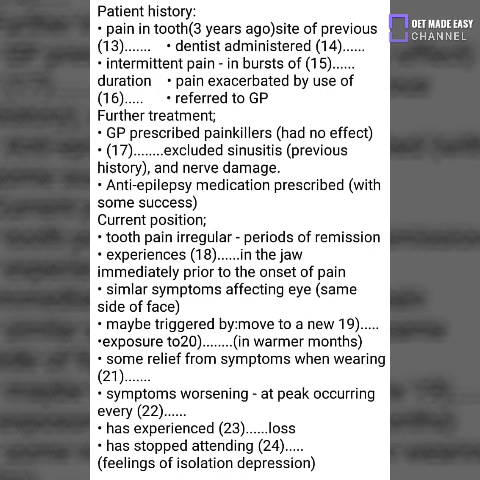 Patient history:
• pain in tooth(3 years ago)site of previous
(13)....... • dentist administered (14)......
• intermittent pain - in bursts of (15)......
duration • pain exacerbated by use of
(16)..... • referred to GP
Further treatment;
• GP prescribed painkillers (had no effect)
• (17)........excluded sinusitis (previous
history), and nerve damage.
• Anti-epilepsy medication prescribed (with
some success)
Current position;
• tooth pain irregular - periods of remission
• experiences (18)......in the jaw
immediately prior to the onset of pain
• simlar symptoms affecting eye (same
side of face)
• maybe triggered by:move to a new 19).....
•exposure to20)........(in warmer months)
• some relief from symptoms when wearing
(21).......
• symptoms worsening - at peak occurring
every (22)......
• has experienced (23)......loss
• has stopped attending (24).....
(feelings of isolation depression)
OET MADE EASY
CHANNEL